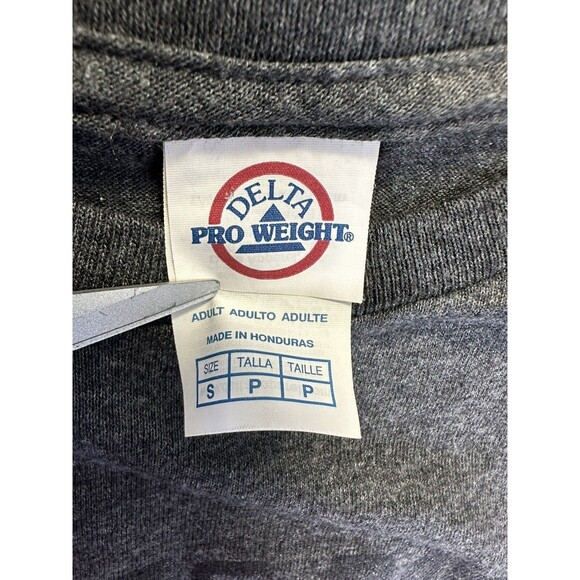 DELTA
PRO WEIGHT®
ADULT ADULTO ADULTE
MADE IN HONDURAS
SIZE TALLA TAILLE
S P P